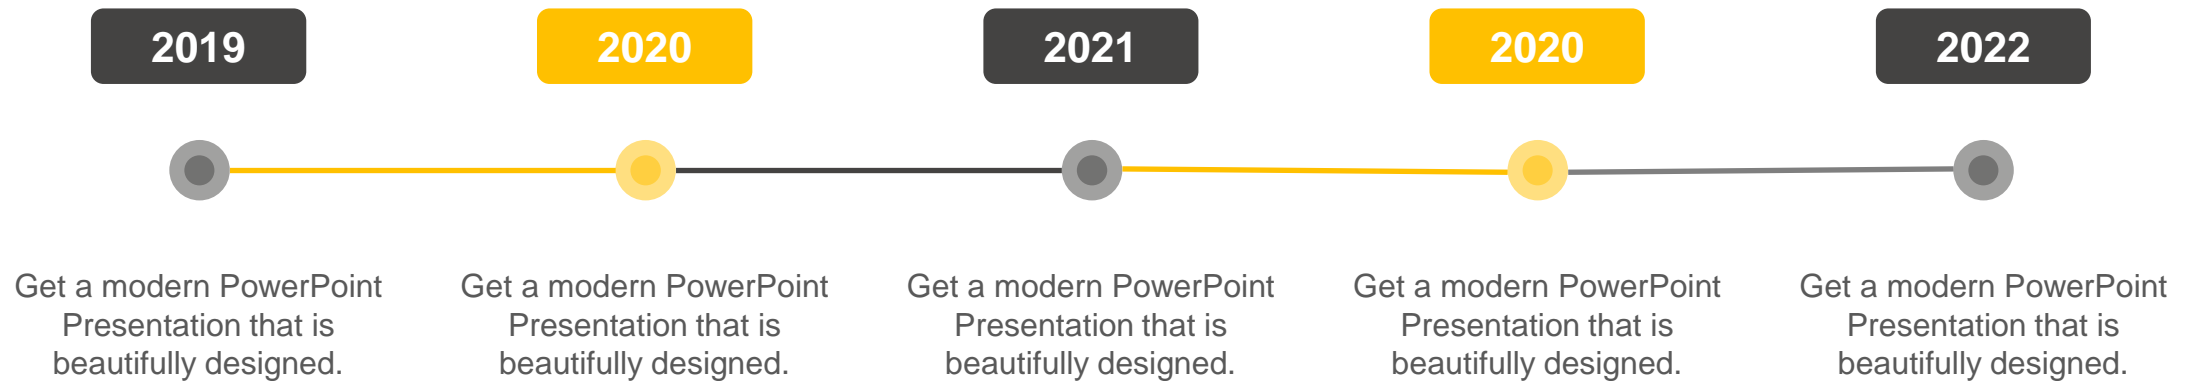 2019
2020
2021
2020
2022
Get a modern PowerPoint
Presentation that is
beautifully designed.
Get a modern PowerPoint
Presentation that is
beautifully designed.
Get a modern PowerPoint
Presentation that is
beautifully designed.
Get a modern PowerPoint
Presentation that is
beautifully designed.
Get a modern PowerPoint
Presentation that is
beautifully designed.